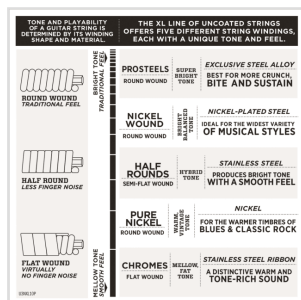 TONE AND PLAYABILITY
OF A GUITAR STRING IS
DETERMINED BY ITS WINDING
SHAPE AND MATERIAL.
THE XL LINE OF UNCOATED STRINGS
OFFERS FIVE DIFFERENT STRING WINDINGS,
EACH WITH A UNIQUE TONE AND FEEL.
ROUND WOUND
TRADITIONAL FEEL
HALF ROUND
LESS FINGER NOISE
FLAT WOUND
VIRTUALLY
NO FINGER NOISE
BRIGHT TONE
TRADITIONAL FEEL
MELLOW TONE
SMOOTH FEEL
PROSTEELS
ROUND WOUND
SUPER
BRIGHT
TONE
EXCLUSIVE STEEL ALLOY
BEST FOR MORE CRUNCH,
BITE AND SUSTAIN
NICKEL
WOUND
ROUND WOUND
BRIGHT
BALANCED
TONE
NICKEL-PLATED STEEL
IDEAL FOR THE WIDEST VARIETY
OF MUSICAL STYLES
HALF
ROUNDS
SEMI-FLAT WOUND
HYBRID
TONE
STAINLESS STEEL
PRODUCES BRIGHT TONE
WITH A SMOOTH FEEL
PURE
NICKEL
ROUND WOUND
WARM,
VINTAGE
TONE
NICKEL
FOR THE WARMER TIMBRES OF
BLUES & CLASSIC ROCK
CHROMES
FLAT WOUND
MELLOW,
FAT
TONE
STAINLESS STEEL RIBBON
A DISTINCTIVE WARM AND
TONE-RICH SOUND